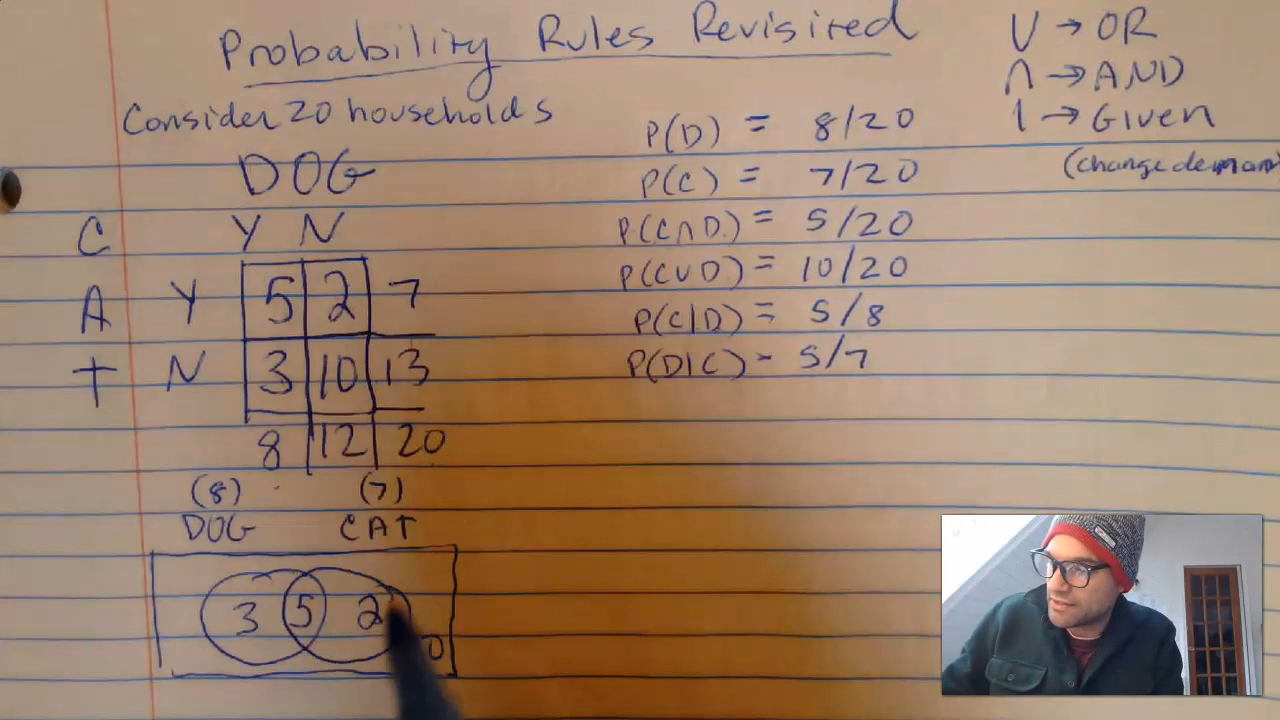 Probability Rules Revisited
Consider 20 households
DOG
Y N
C
A
T
Y 5 2 7
N 3 10 13
8 12 20
(8) (7)
DOG CAT
3 5 2
0
P(D) = 8/20
P(C) = 7/20
P(C∩D) = 5/20
P(C∪D) = 10/20
P(C|D) = 5/8
P(D|C) = 5/7
∪ → OR
∩ → AND
| → Given
(change